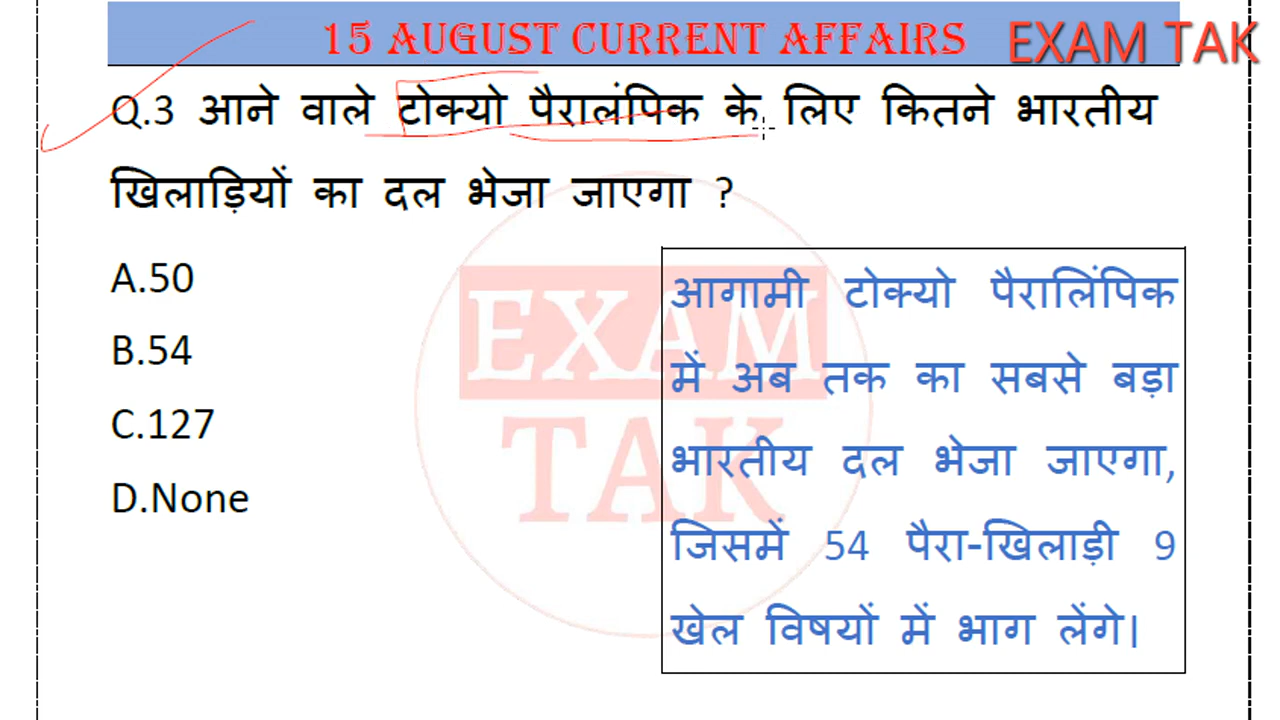 15 AUGUST CURRENT AFFAIRS
EXAM TAK
Q.3 आने वाले टोक्यो पैरालंपिक के लिए कितने भारतीय
खिलाड़ियों का दल भेजा जाएगा ?
A.50
B.54
C.127
D.None
आगामी टोक्यो पैरालिंपिक
में अब तक का सबसे बड़ा
भारतीय दल भेजा जाएगा,
जिसमें 54 पैरा-खिलाड़ी 9
खेल विषयों में भाग लेंगे।
EXAM
TAK